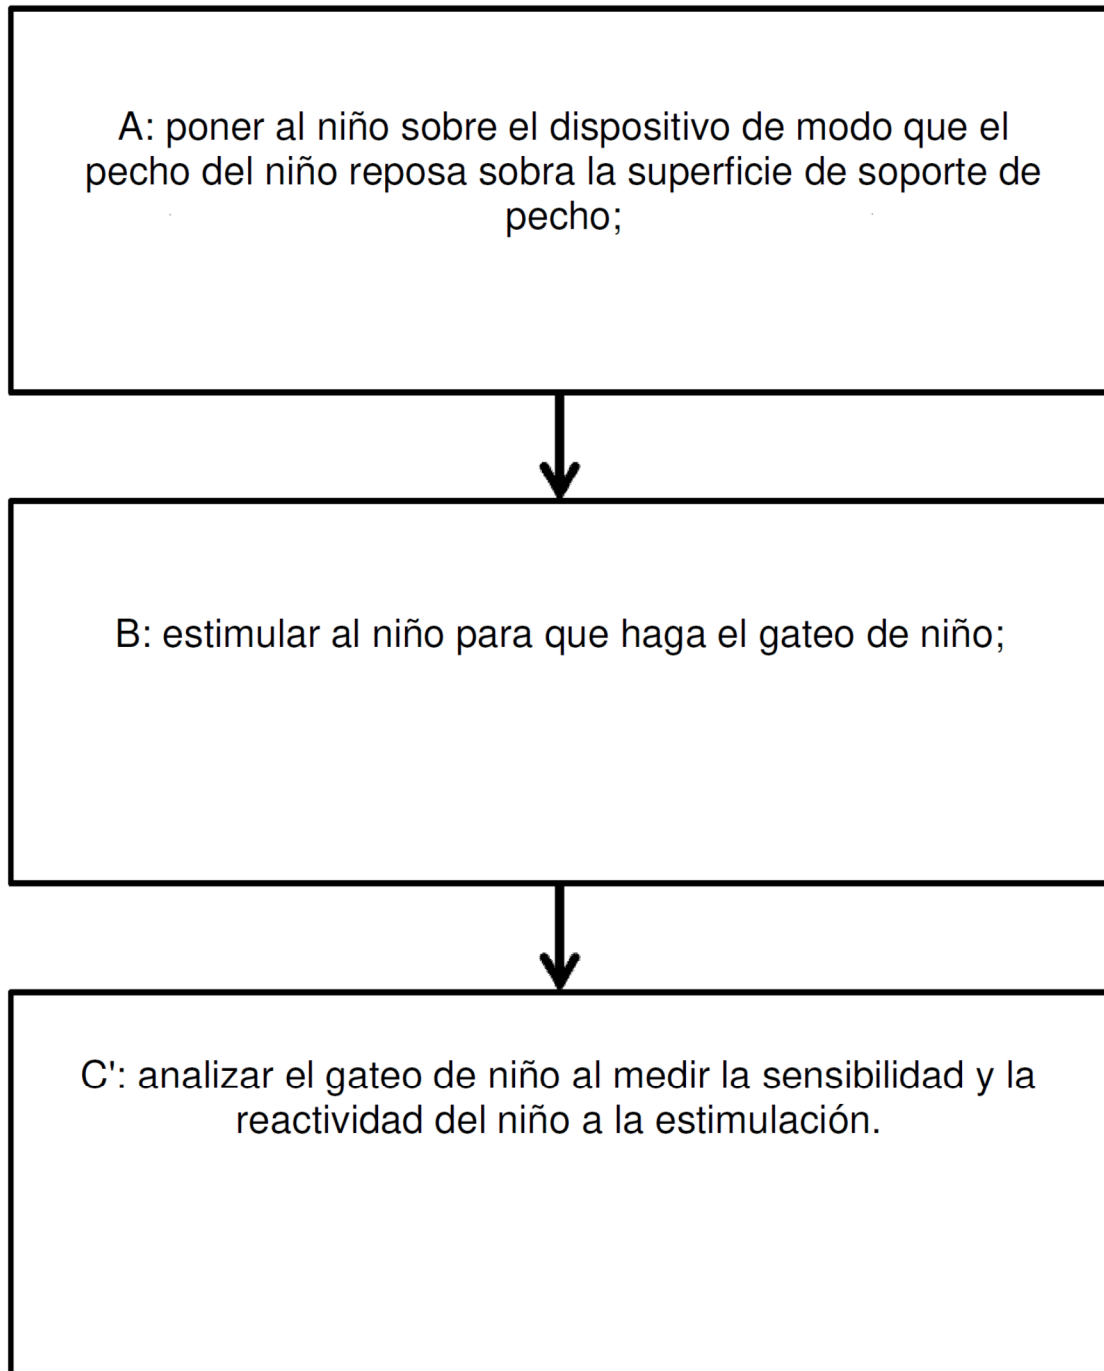 A: poner al niño sobre el dispositivo de modo que el
pecho del niño reposa sobra la superficie de soporte de
pecho;
B: estimular al niño para que haga el gateo de niño;
C': analizar el gateo de niño al medir la sensibilidad y la
reactividad del niño a la estimulación.